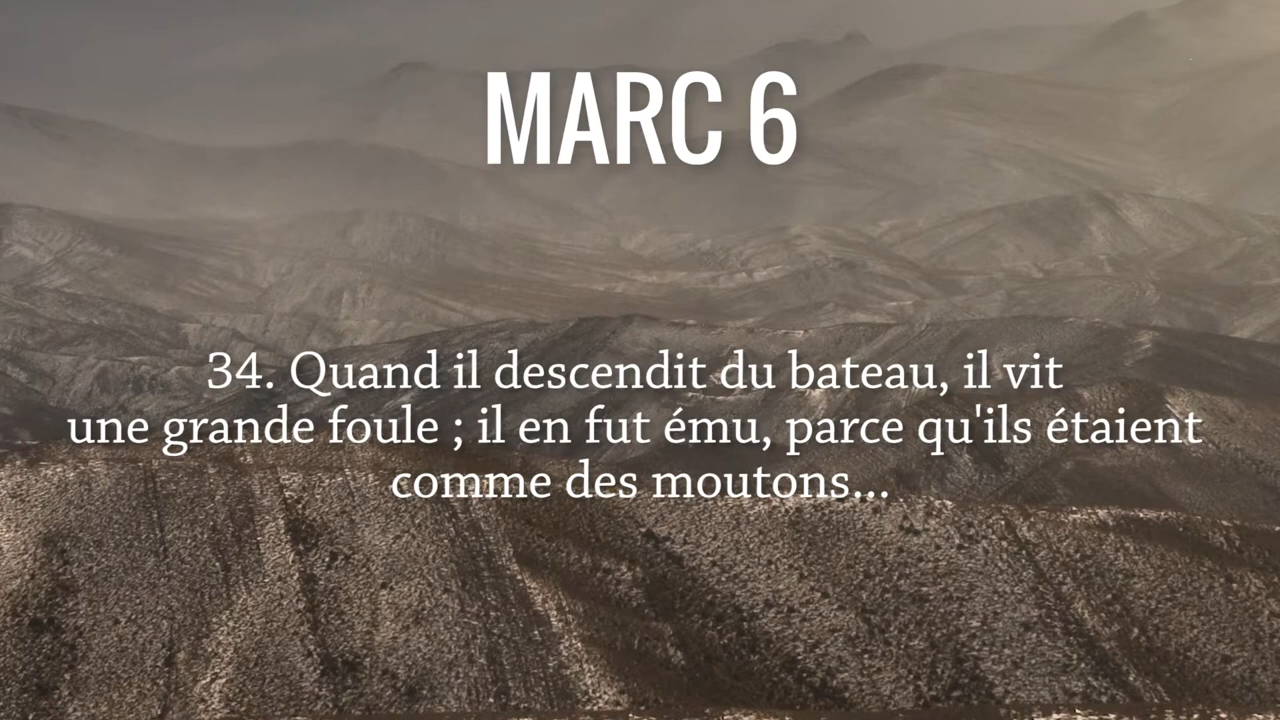 MARC 6
34. Quand il descendit du bateau, il vit
une grande foule ; il en fut ému, parce qu'ils étaient
comme des moutons...